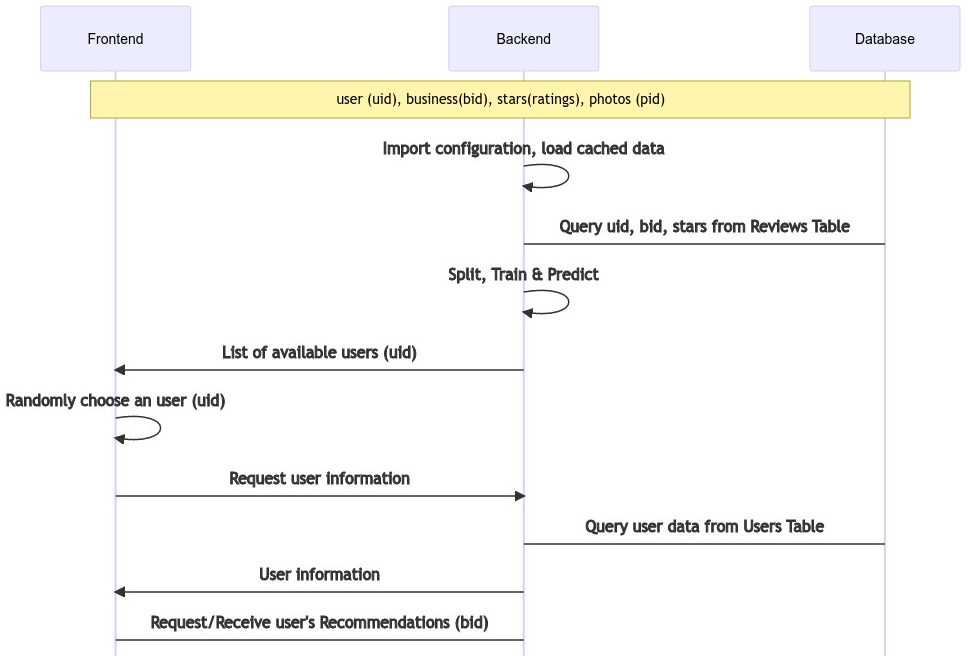 Frontend
Backend
Database
user (uid), business(bid), stars(ratings), photos (pid)
Import configuration, load cached data
Query uid, bid, stars from Reviews Table
Split, Train & Predict
List of available users (uid)
Randomly choose an user (uid)
Request user information
Query user data from Users Table
User information
Request/Receive user's Recommendations (bid)